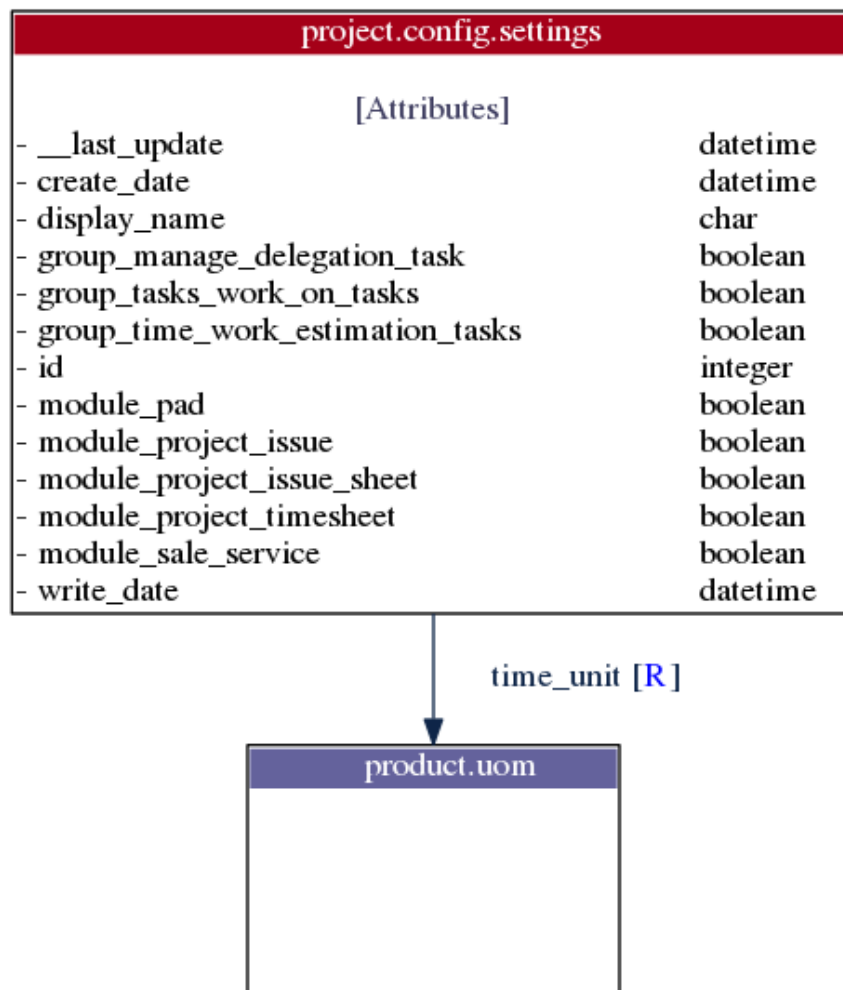 project.config.settings
[Attributes]
- __last_update datetime
- create_date datetime
- display_name char
- group_manage_delegation_task boolean
- group_tasks_work_on_tasks boolean
- group_time_work_estimation_tasks boolean
- id integer
- module_pad boolean
- module_project_issue boolean
- module_project_issue_sheet boolean
- module_project_timesheet boolean
- module_sale_service boolean
- write_date datetime
time_unit [R]
product.uom